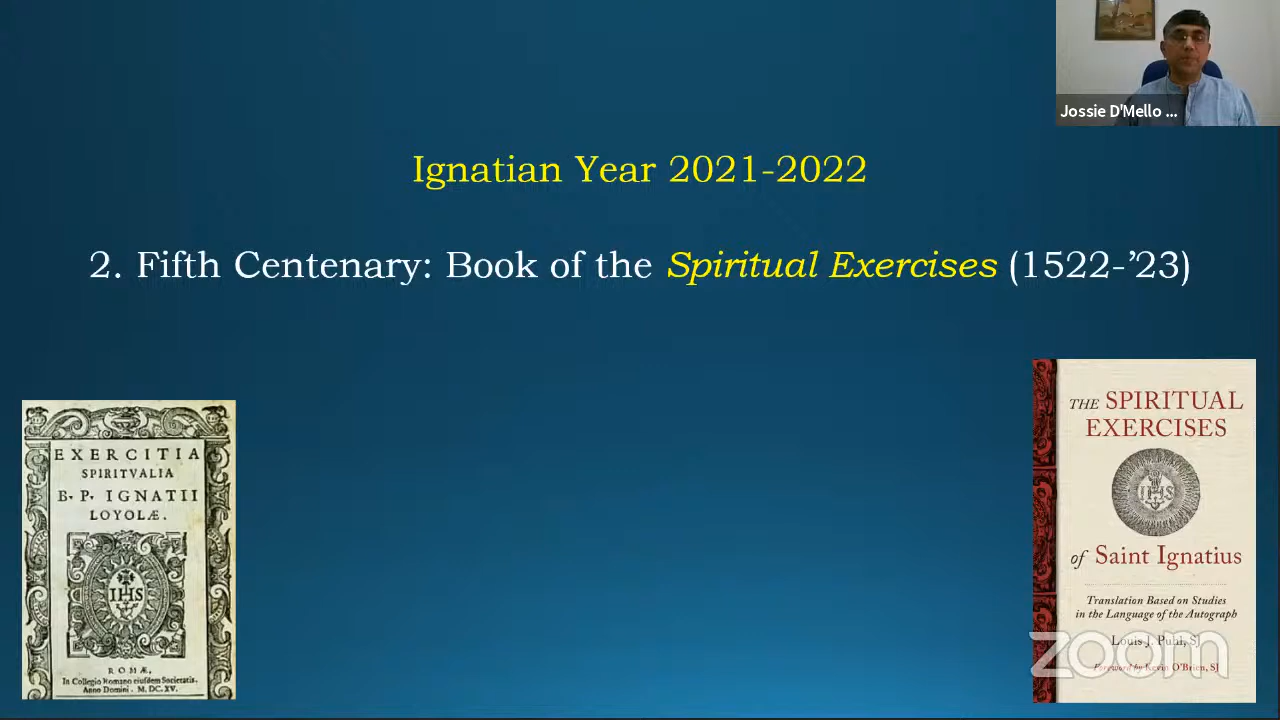 Jossie D'Mello ...
Ignatian Year 2021-2022
2. Fifth Centenary: Book of the Spiritual Exercises (1522-’23)
EXERCITIA
SPIRITVALIA
B. P. IGNATII
LOYOLÆ.
IHS
ROMÆ,
In Collegio Romano eiusdem Societatis.
Anno Domini. M. DC. XV.
THE SPIRITUAL
EXERCISES
IHS
of Saint Ignatius
Translation Based on Studies
in the Language of the Autograph
Louis J. Puhl, SJ
Foreword by Kevin O'Brien, SJ
zoom